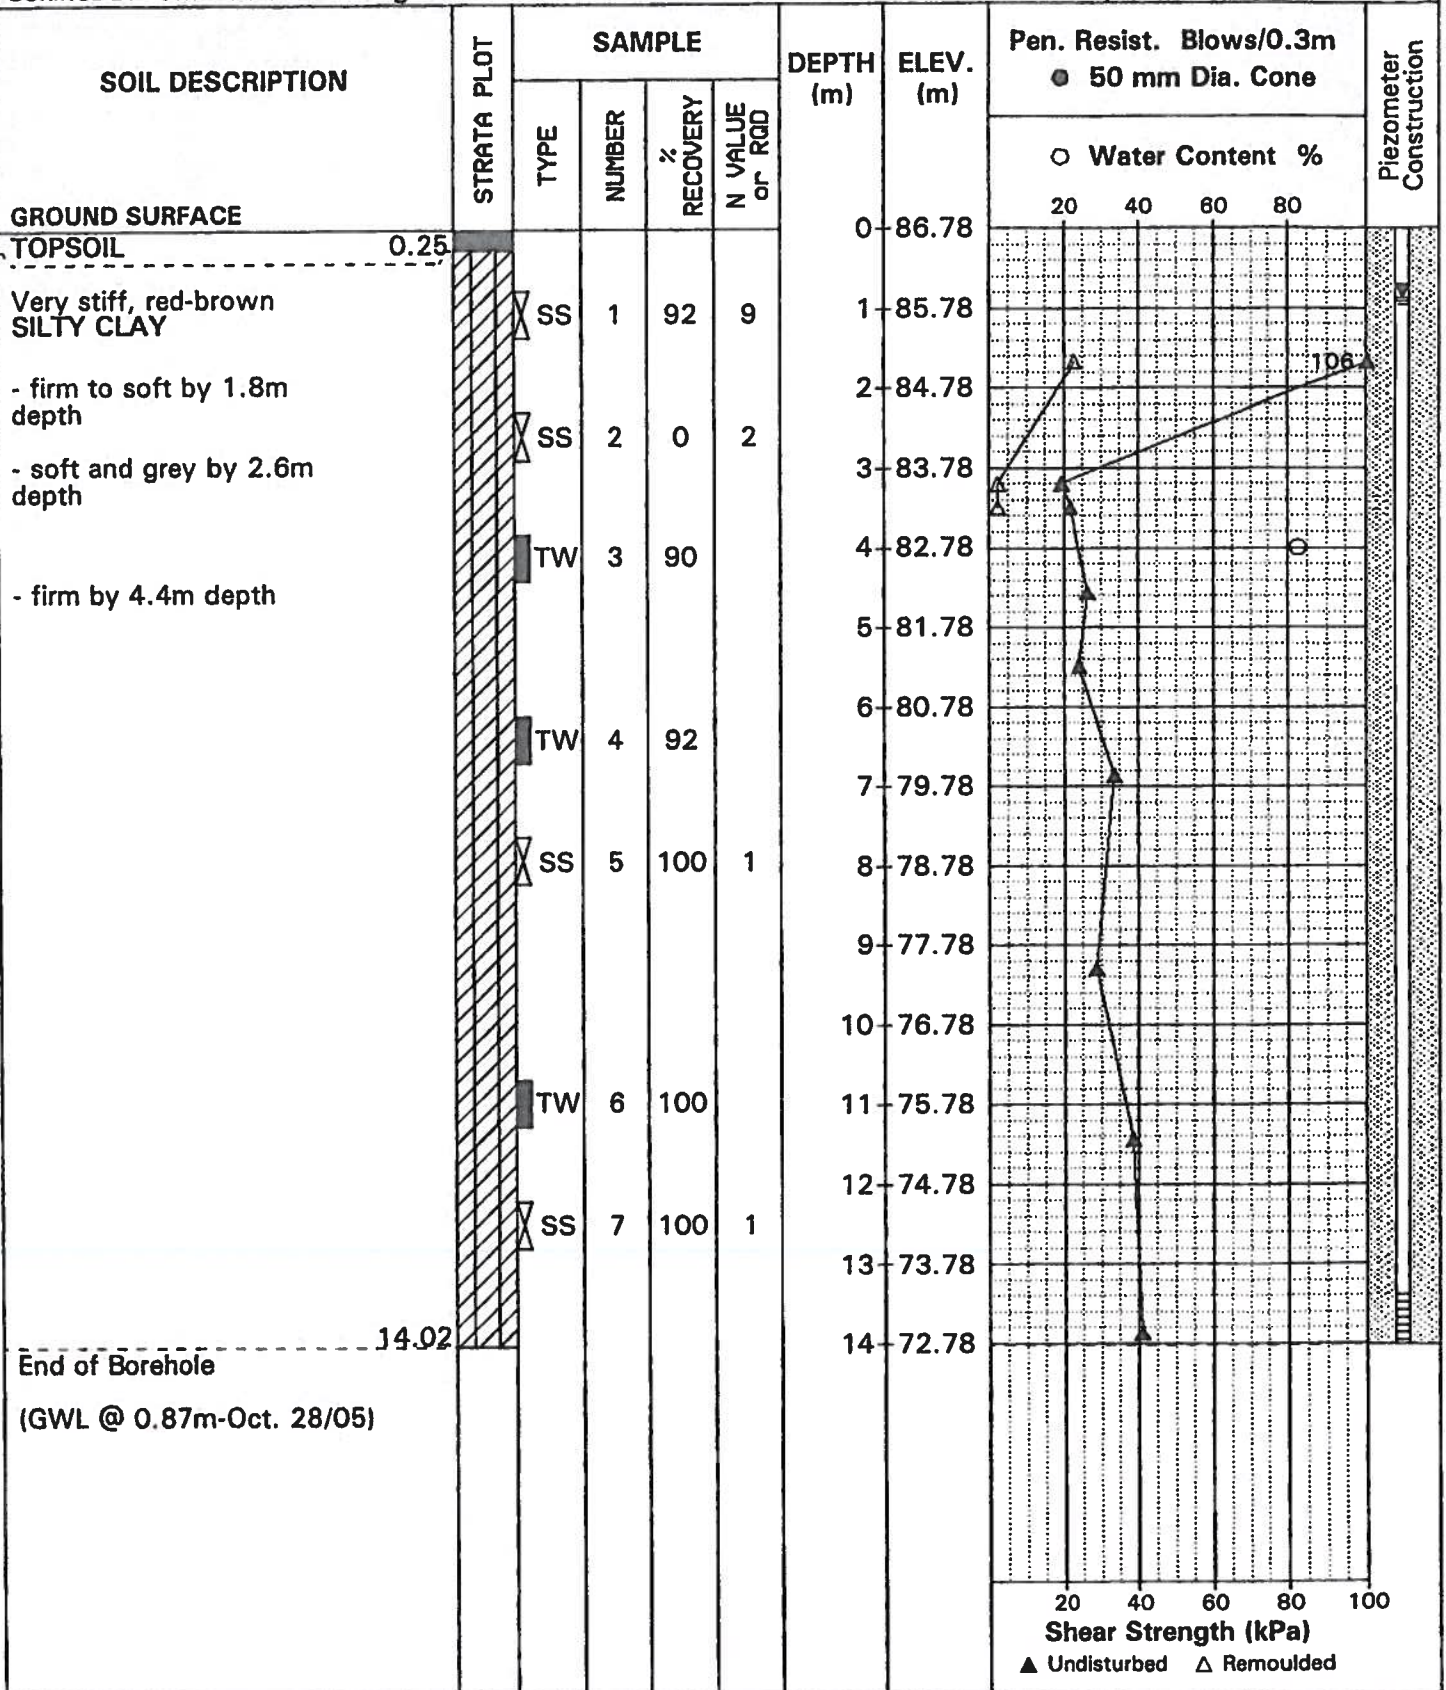 SOIL DESCRIPTION
STRATA PLOT
SAMPLE
TYPE
NUMBER
% RECOVERY
N VALUE or RQD
DEPTH
(m)
ELEV.
(m)
Pen. Resist. Blows/0.3m
● 50 mm Dia. Cone
○ Water Content %
Piezometer
Construction
20 40 60 80
GROUND SURFACE
0 86.78
TOPSOIL 0.25
Very stiff, red-brown
SILTY CLAY
SS 1 92 9
1 85.78
106
- firm to soft by 1.8m
depth
2 84.78
SS 2 0 2
- soft and grey by 2.6m
depth
3 83.78
TW 3 90
4 82.78
- firm by 4.4m depth
5 81.78
6 80.78
TW 4 92
7 79.78
SS 5 100 1
8 78.78
9 77.78
10 76.78
TW 6 100
11 75.78
12 74.78
SS 7 100 1
13 73.78
14.02
14 72.78
End of Borehole
(GWL @ 0.87m-Oct. 28/05)
20 40 60 80 100
Shear Strength (kPa)
▲ Undisturbed △ Remoulded